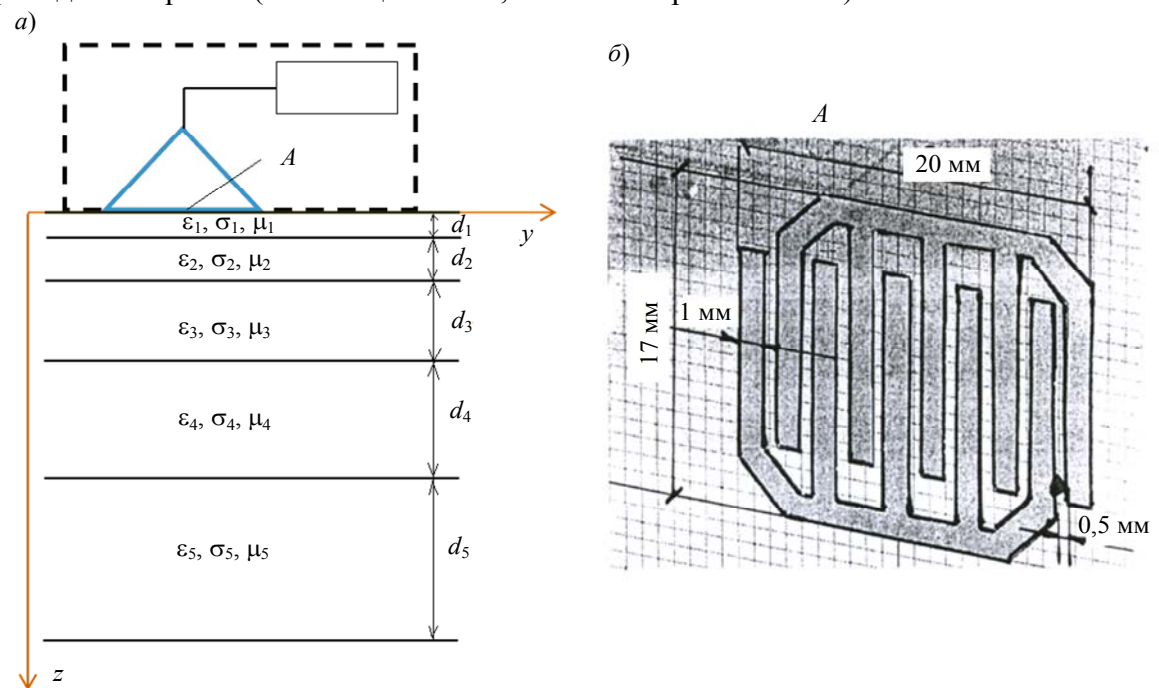 а)
A
y
ε1, σ1, μ1
d1
ε2, σ2, μ2
d2
ε3, σ3, μ3
d3
ε4, σ4, μ4
d4
ε5, σ5, μ5
d5
z
б)
A
20 мм
1 мм
17 мм
0,5 мм